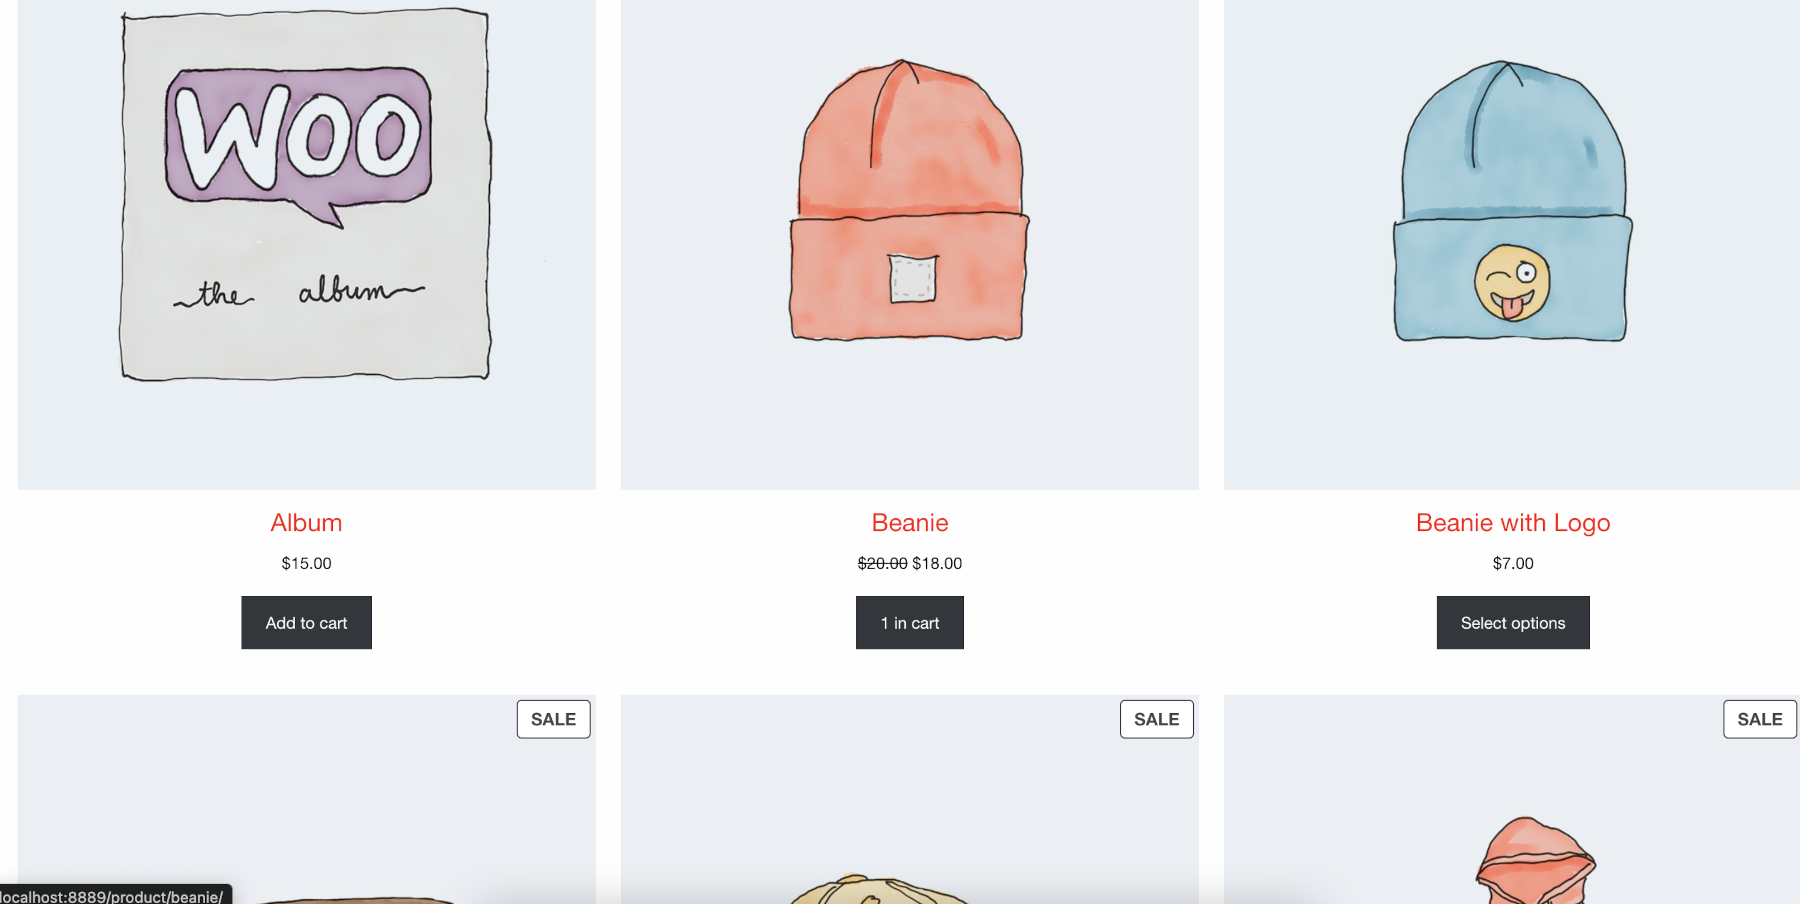 WOO
the album
Album
Beanie
Beanie with Logo
$15.00
$20.00 $18.00
$7.00
Add to cart
1 in cart
Select options
SALE
SALE
SALE
localhost:8889/product/beanie/